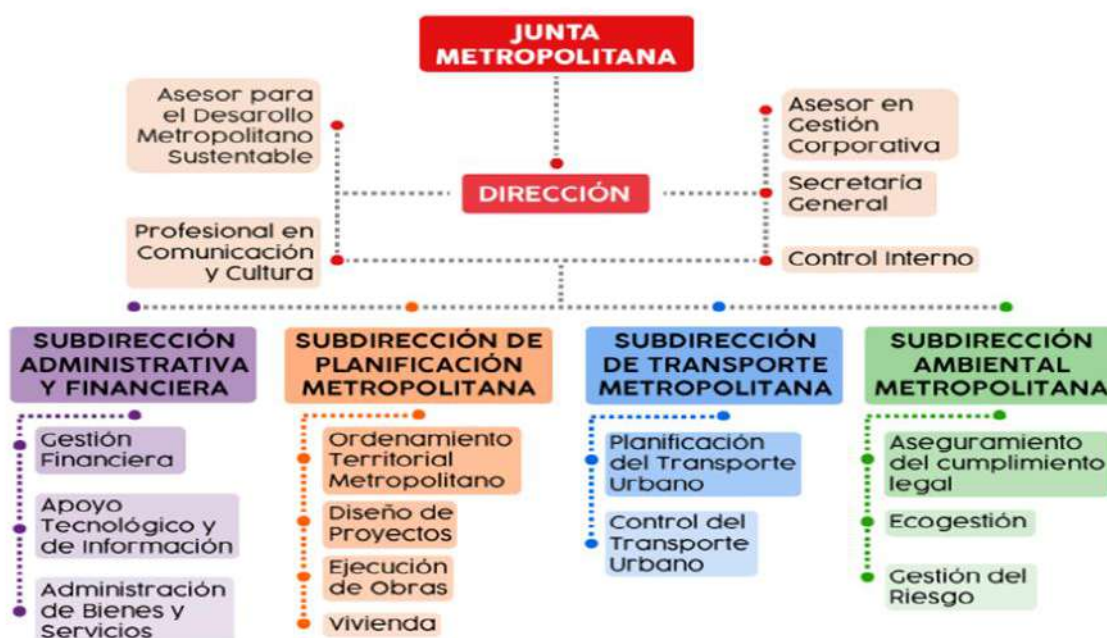 JUNTA
METROPOLITANA
Asesor para
el Desarollo
Metropolitano
Sustentable
Asesor en
Gestión
Corporativa
DIRECCIÓN
Secretaría
General
Profesional en
Comunicación
y Cultura
Control Interno
SUBDIRECCIÓN
ADMINISTRATIVA
Y FINANCIERA
Gestión
Financiera
Apoyo
Tecnológico y
de Información
Administración
de Bienes y
Servicios
SUBDIRECCIÓN DE
PLANIFICACIÓN
METROPOLITANA
Ordenamiento
Territorial
Metropolitano
Diseño de
Proyectos
Ejecución
de Obras
Vivienda
SUBDIRECCIÓN
DE TRANSPORTE
METROPOLITANA
Planificación
del Transporte
Urbano
Control del
Transporte
Urbano
SUBDIRECCIÓN
AMBIENTAL
METROPOLITANA
Aseguramiento
del cumplimiento
legal
Ecogestión
Gestión del
Riesgo